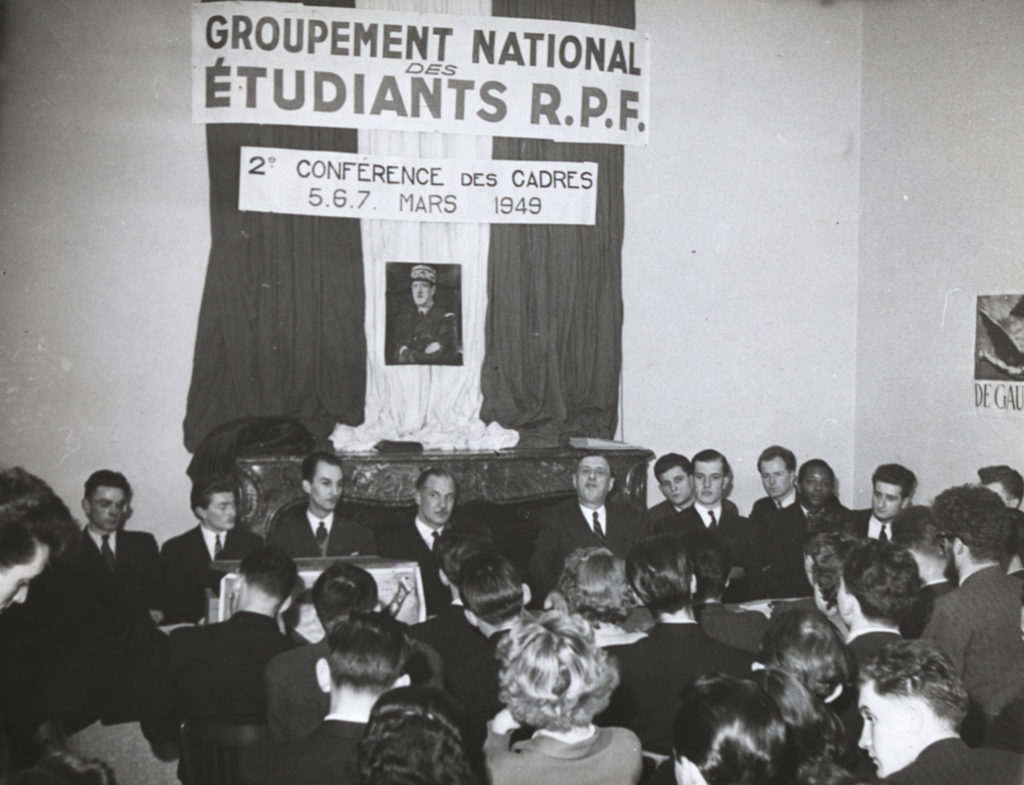 GROUPEMENT NATIONAL
DES
ÉTUDIANTS R.P.F.
2e CONFÉRENCE DES CADRES
5.6.7. MARS 1949
DE GAU